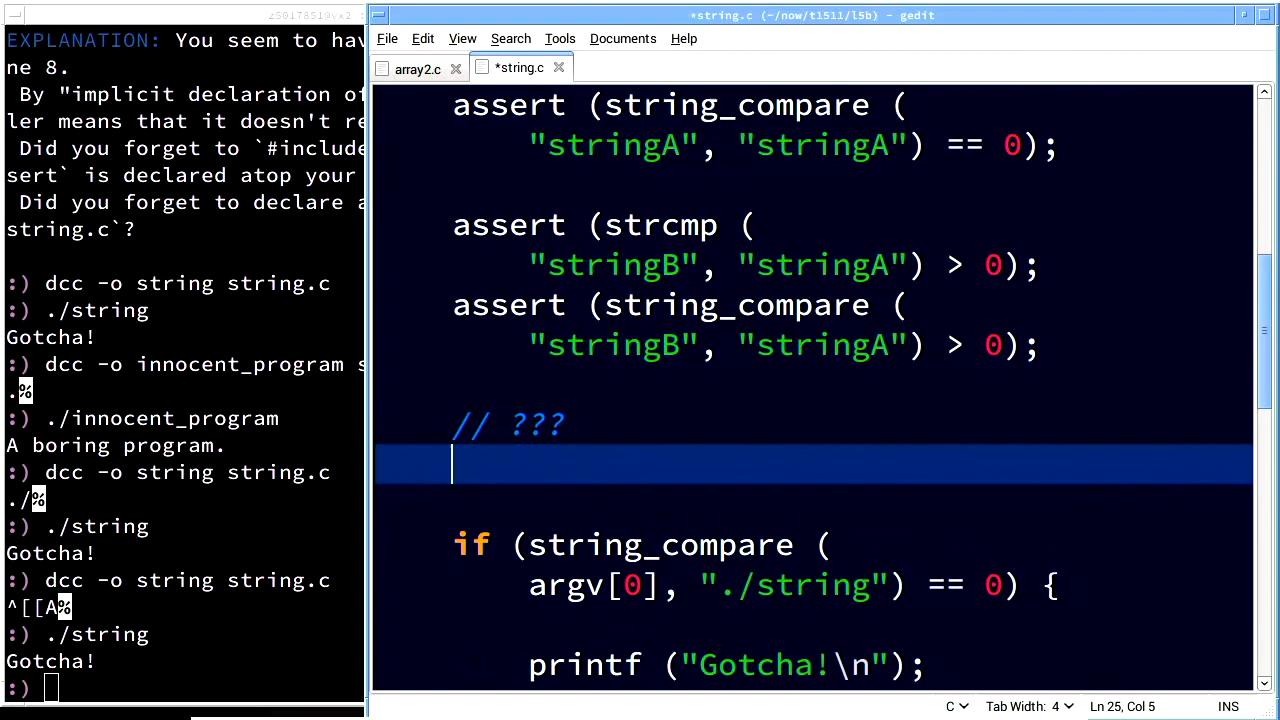 z5017851@vx2
EXPLANATION: You seem to hav
ne 8.
By "implicit declaration of
ler means that it doesn't re
Did you forget to `#include
sert` is declared atop your
Did you forget to declare a
string.c`?
:) dcc -o string string.c
:) ./string
Gotcha!
:) dcc -o innocent_program s
.%
:) ./innocent_program
A boring program.
:) dcc -o string string.c
./%
:) ./string
Gotcha!
:) dcc -o string string.c
^[[A%
:) ./string
Gotcha!
:)
*string.c (~/now/t1511/l5b) - gedit
File Edit View Search Tools Documents Help
array2.c *string.c
assert (string_compare (
"stringA", "stringA") == 0);
assert (strcmp (
"stringB", "stringA") > 0);
assert (string_compare (
"stringB", "stringA") > 0);
// ???
if (string_compare (
argv[0], "./string") == 0) {
printf ("Gotcha!\n");
C Tab Width: 4 Ln 25, Col 5 INS